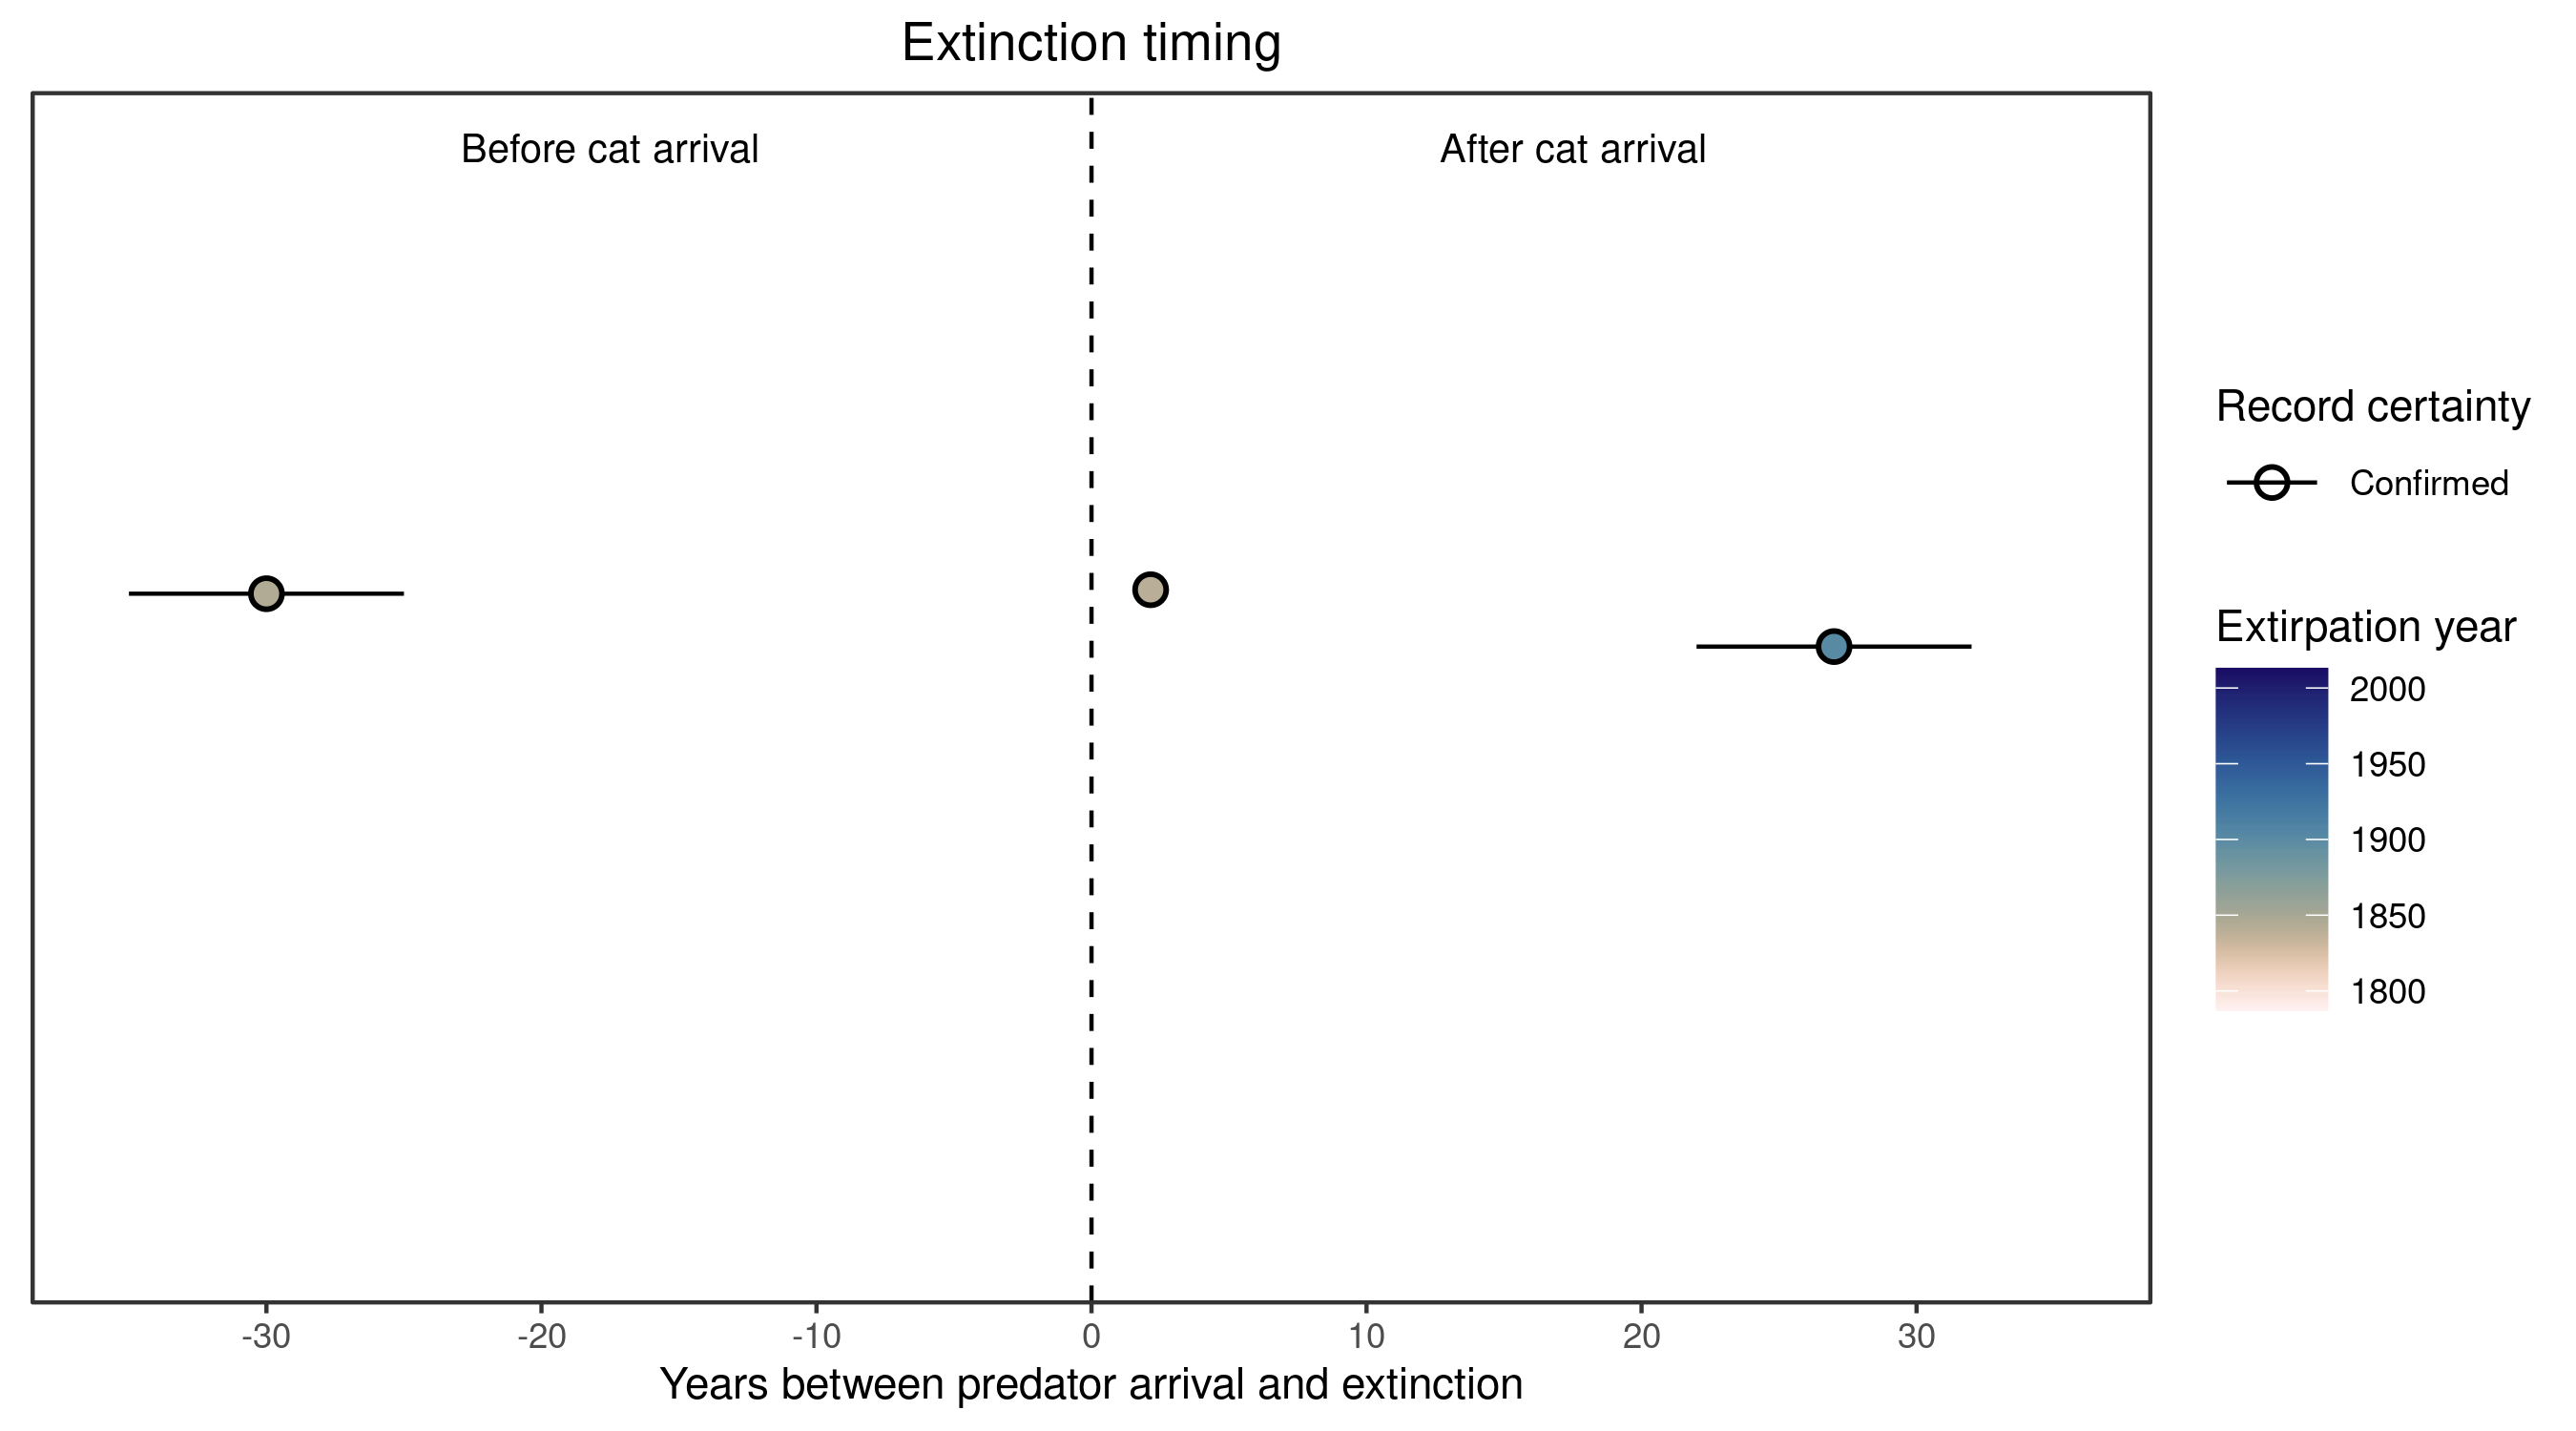 Extinction timing
Before cat arrival
After cat arrival
Record certainty
Confirmed
Extirpation year
2000
1950
1900
1850
1800
-30
-20
-10
0
10
20
30
Years between predator arrival and extinction